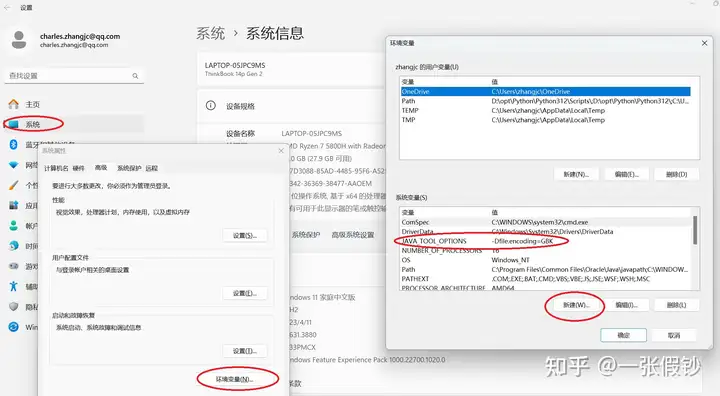 设置
charles.zhangjc@qq.com
charles.zhangjc@qq.com
查找设置
主页
系统
蓝牙和其他设备
个
帐户
时间
辅助
隐私
Wind
系统 › 系统信息
LAPTOP-05JPC9MS
ThinkBook 14p Gen 2
设备规格
设备名称 LAPTOP-05JPC9MS
AMD Ryzen 7 5800H with Radeon
.0 GB (27.9 GB 可用)
7D3088-85AD-4485-95F6-A52
342-36369-38477-AAOEM
位操作系统, 基于 x64 的处理器
有可用于此显示器的笔或触控输
系统保护 高级系统设置
indows 11 家庭中文版
H2
23/4/11
631.3880
33PMCX
indows Feature Experience Pack 1000.22700.1020.0
条款
系统属性
计算机名 硬件 高级 系统保护 远程
要进行大多数更改，你必须作为管理员登录。
性能
视觉效果，处理器计划，内存使用，以及虚拟内存
设置(S)...
用户配置文件
与登录帐户相关的桌面设置
设置(E)...
启动和故障恢复
系统启动、系统故障和调试信息
设置(T)...
环境变量(N)...
环境变量
zhangjc 的用户变量(U)
变量 值
OneDrive C:\Users\zhangjc\OneDrive
Path D:\opt\Python\Python312\Scripts\;D:\opt\Python\Python312\;C:\U...
TEMP C:\Users\zhangjc\AppData\Local\Temp
TMP C:\Users\zhangjc\AppData\Local\Temp
新建(N)... 编辑(E)... 删除(D)
系统变量(S)
变量 值
ComSpec C:\WINDOWS\system32\cmd.exe
DriverData C:\Windows\System32\Drivers\DriverData
JAVA_TOOL_OPTIONS -Dfile.encoding=GBK
NUMBER_OF_PROCESSORS 16
OS Windows_NT
Path C:\Program Files\Common Files\Oracle\Java\javapath;C:\WINDOW...
PATHEXT .COM;.EXE;.BAT;.CMD;.VBS;.VBE;.JS;.JSE;.WSF;.WSH;.MSC
PROCESSOR_ARCHITECTURE AMD64
新建(W)... 编辑(I)... 删除(L)
确定 取消
知乎 @一张假钞